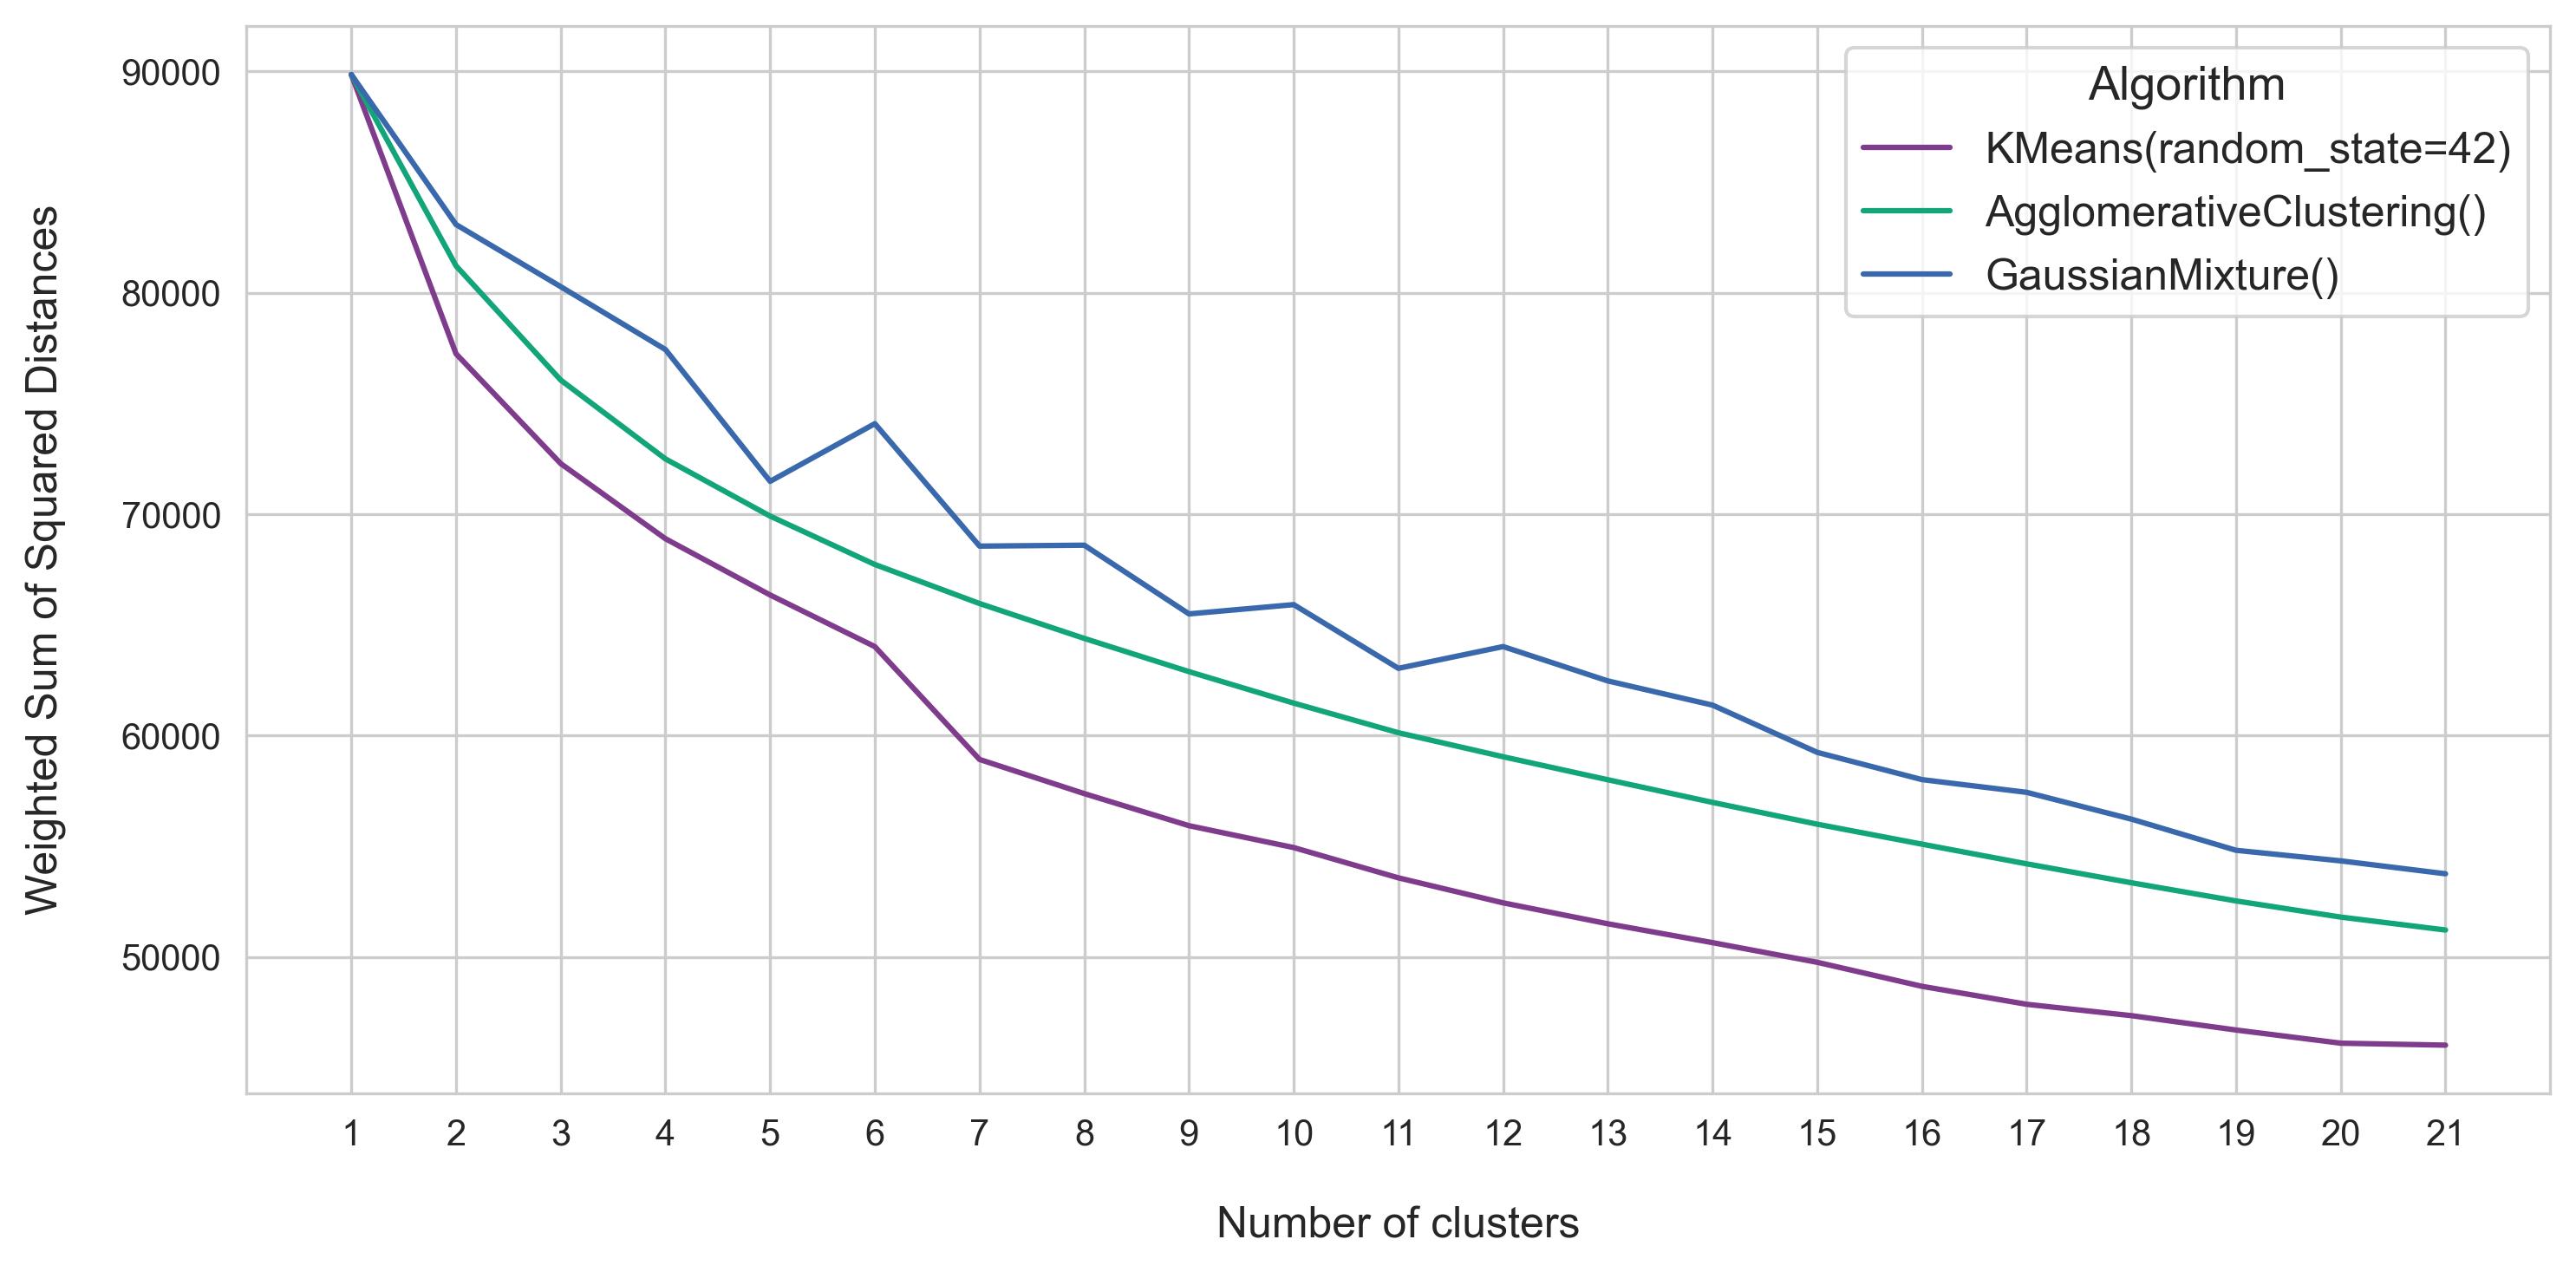 Algorithm
KMeans(random_state=42)
AgglomerativeClustering()
GaussianMixture()
Weighted Sum of Squared Distances
90000
80000
70000
60000
50000
1 2 3 4 5 6 7 8 9 10 11 12 13 14 15 16 17 18 19 20 21
Number of clusters